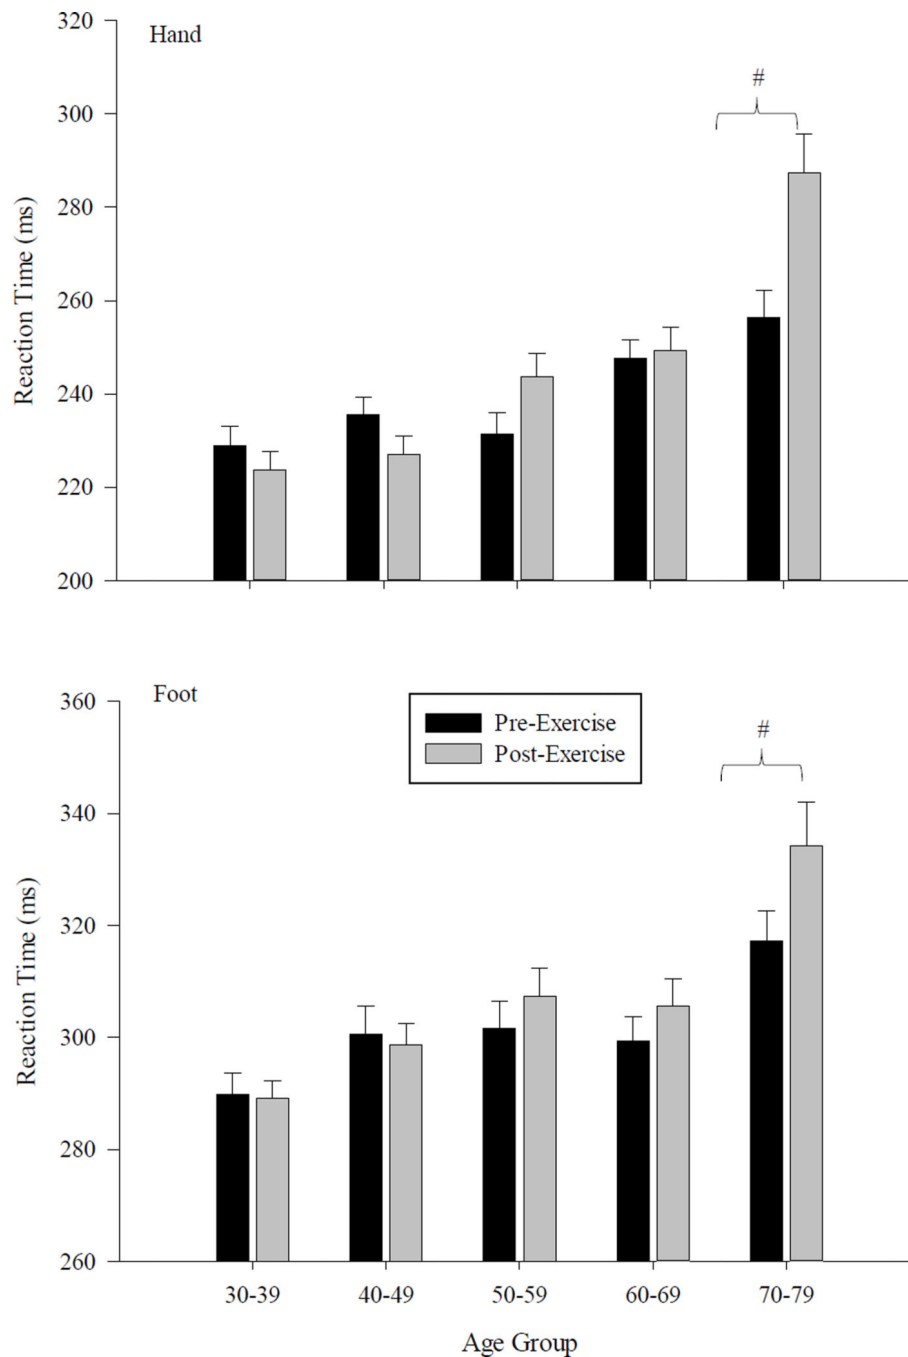 Hand
#
320
300
280
260
240
220
200
Reaction Time (ms)
Foot
Pre-Exercise
Post-Exercise
#
360
340
320
300
280
260
Reaction Time (ms)
30-39 40-49 50-59 60-69 70-79
Age Group